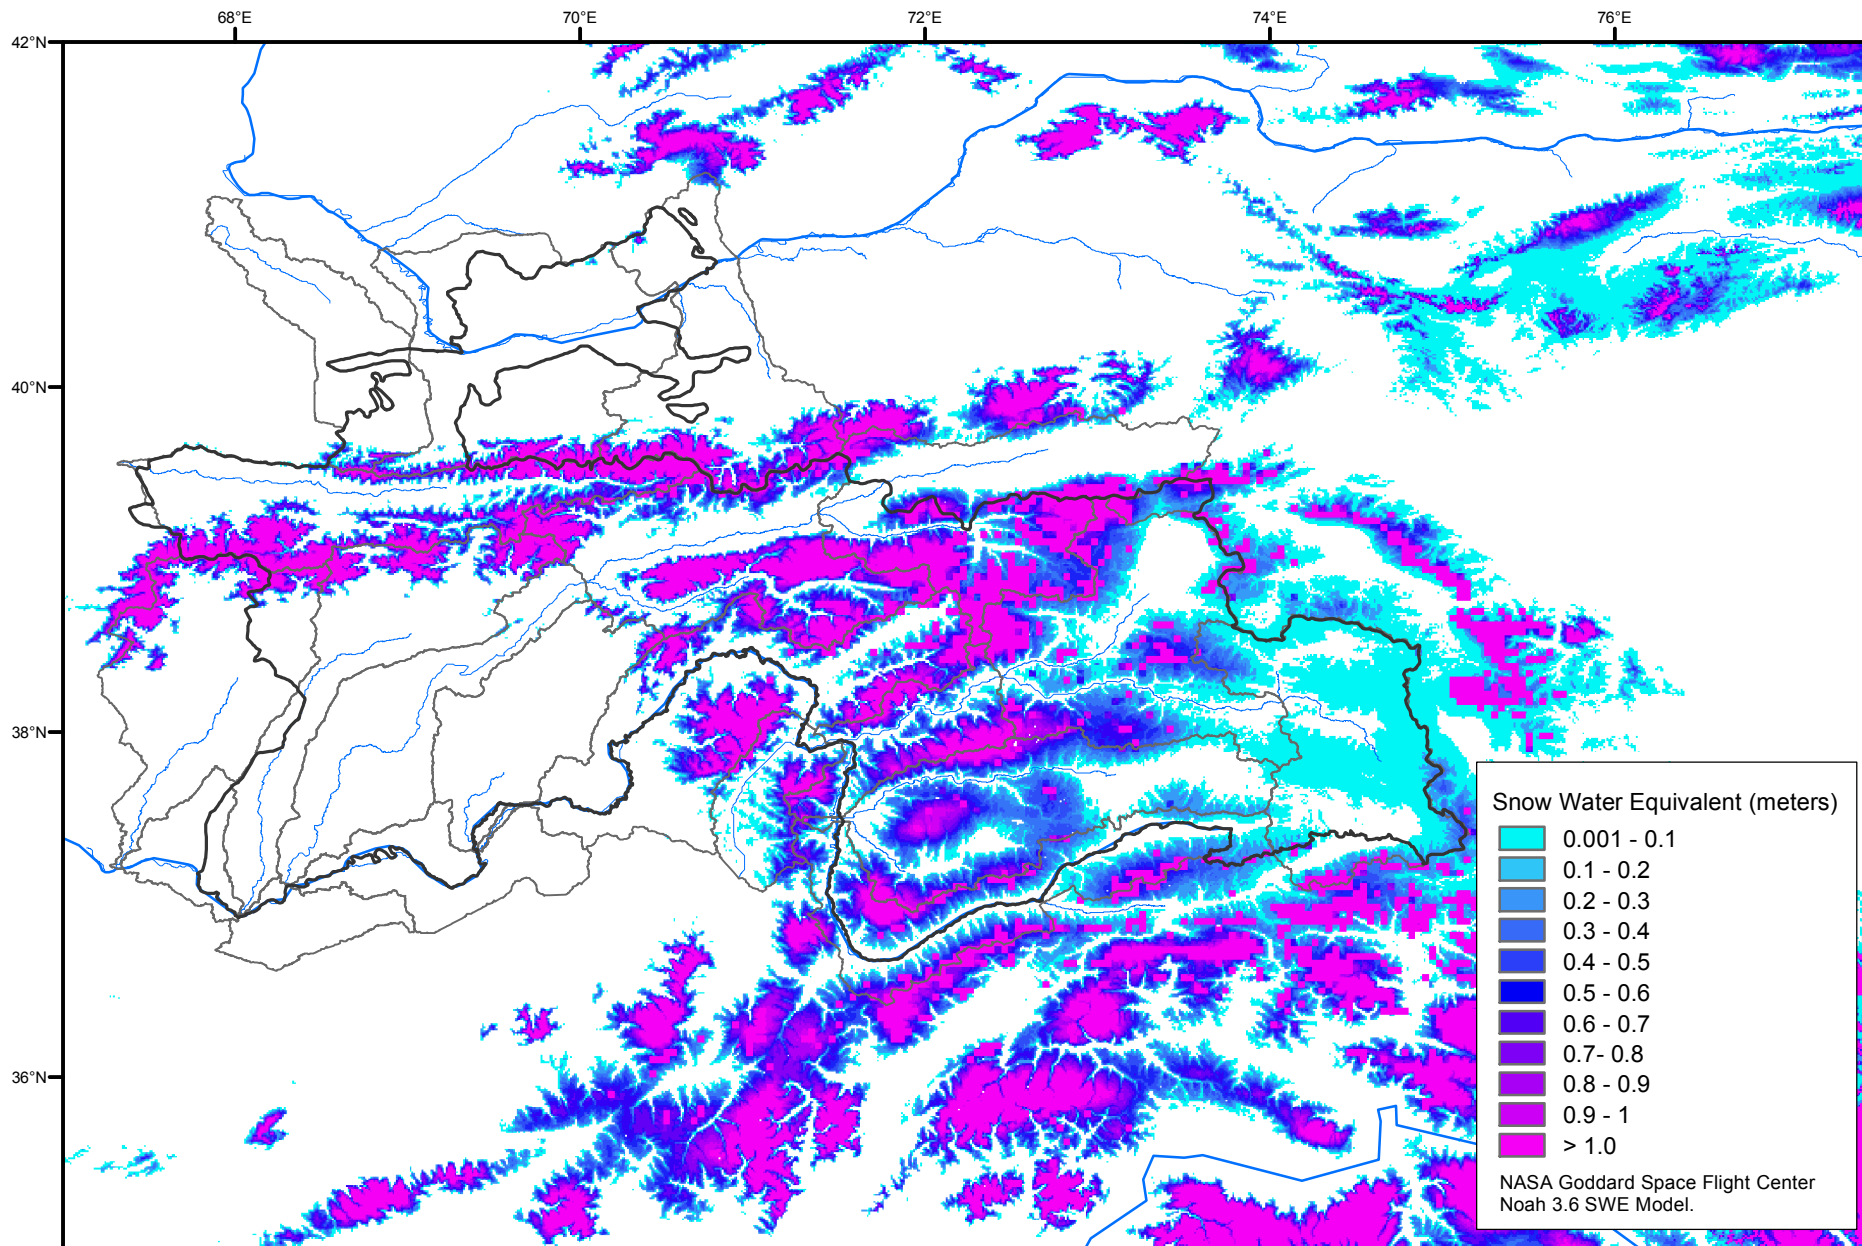 68°E
70°E
72°E
74°E
76°E
42°N
40°N
38°N
36°N
Snow Water Equivalent (meters)
0.001 - 0.1
0.1 - 0.2
0.2 - 0.3
0.3 - 0.4
0.4 - 0.5
0.5 - 0.6
0.6 - 0.7
0.7- 0.8
0.8 - 0.9
0.9 - 1
> 1.0
NASA Goddard Space Flight Center
Noah 3.6 SWE Model.